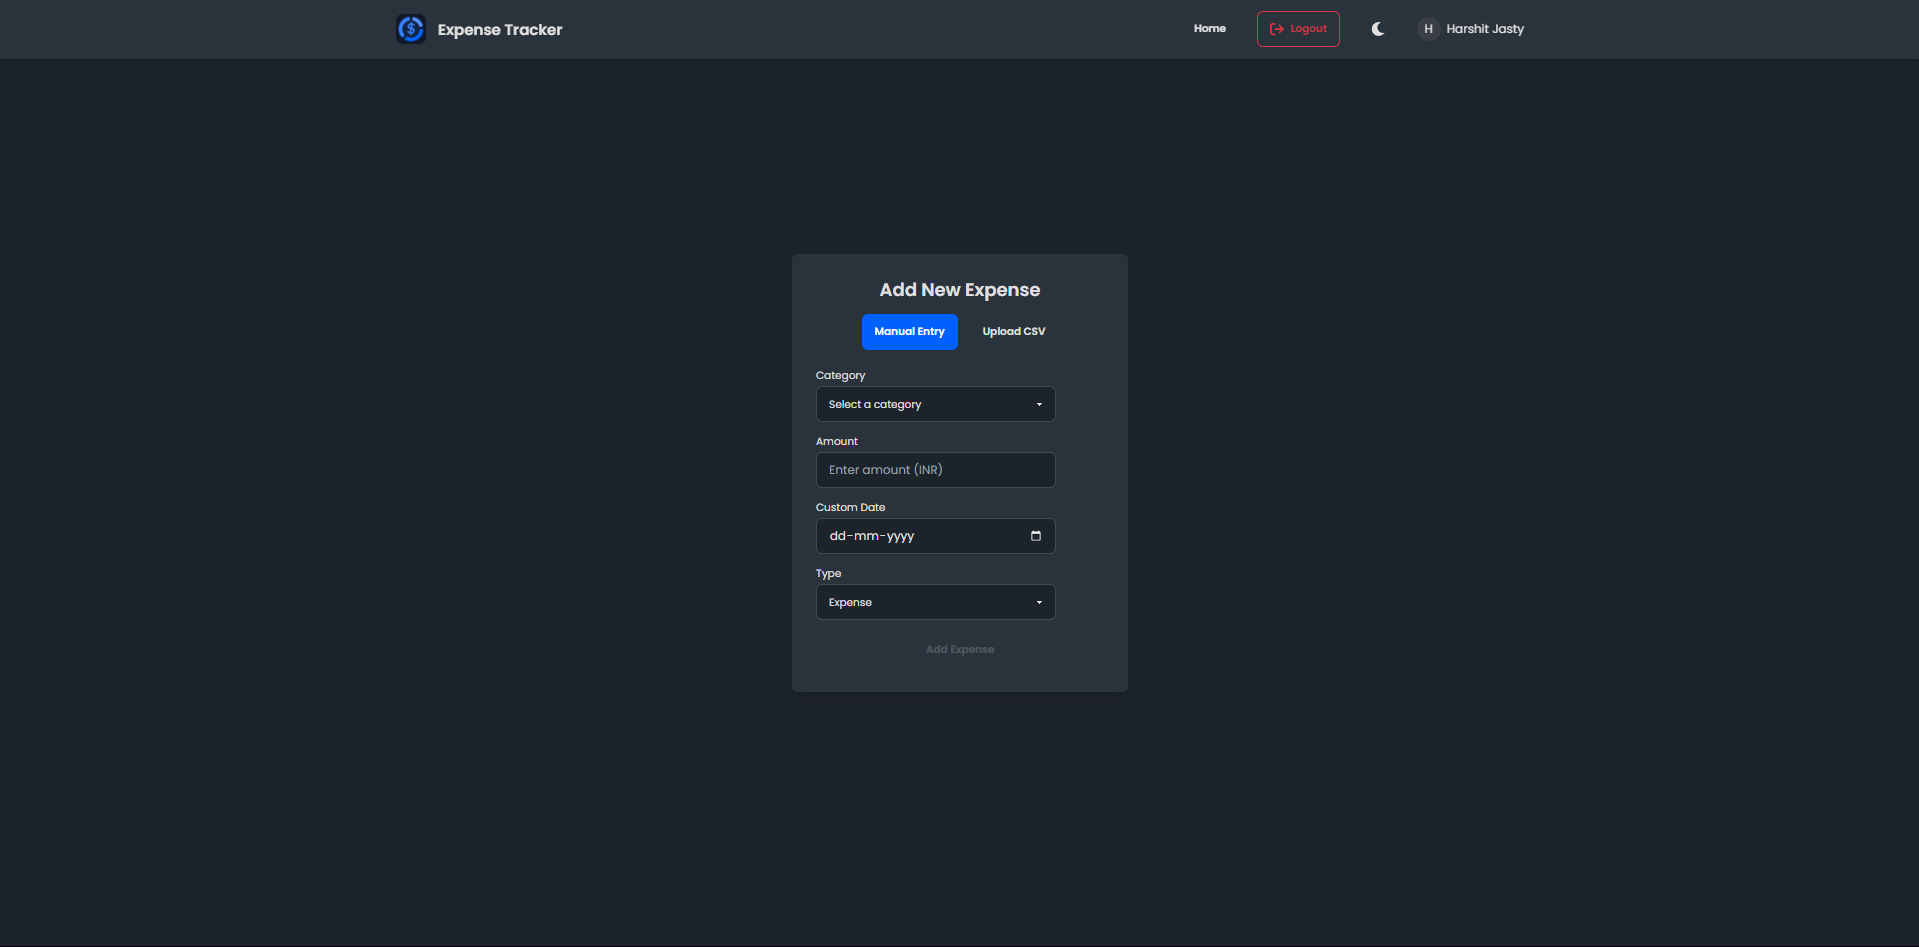 $ Expense Tracker
Home
Logout
H Harshit Jasty
Add New Expense
Manual Entry
Upload CSV
Category
Select a category
Amount
Enter amount (INR)
Custom Date
dd-mm-yyyy
Type
Expense
Add Expense